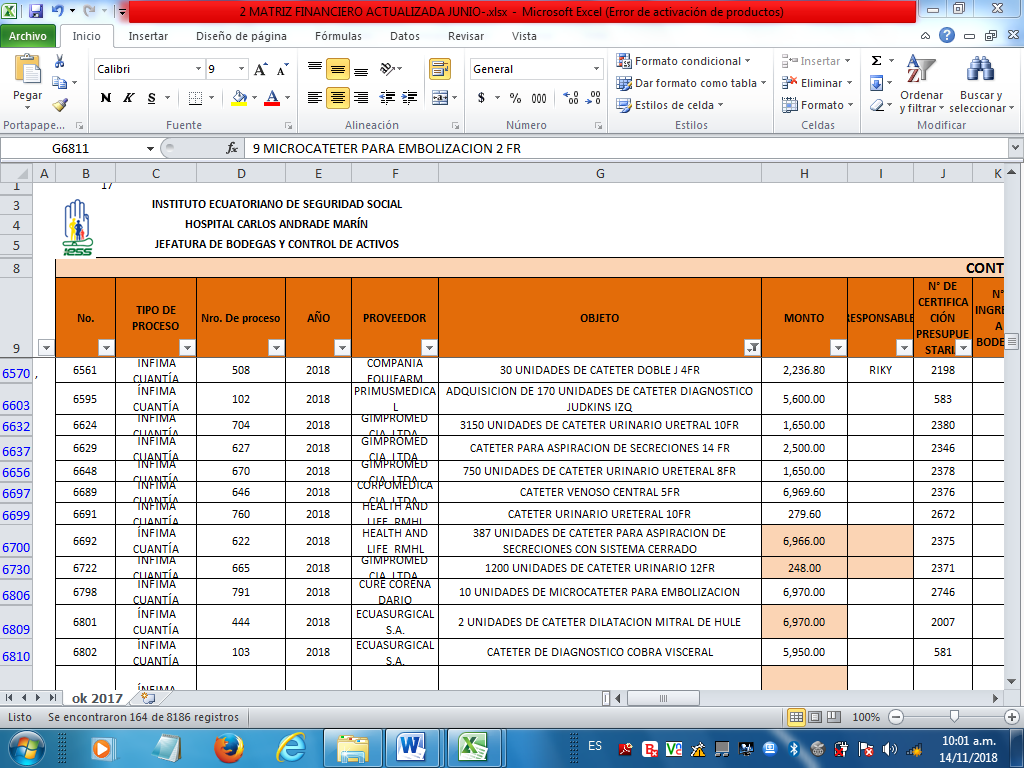 2 MATRIZ FINANCIERO ACTUALIZADA JUNIO-.xlsx - Microsoft Excel (Error de activación de productos)
Archivo Inicio Insertar Diseño de página Fórmulas Datos Revisar Vista
Pegar
Calibri 9
N K S
General
$ % 000
Formato condicional
Dar formato como tabla
Estilos de celda
Insertar
Eliminar
Formato
Σ
Ordenar y filtrar
Buscar y seleccionar
Portapape... Fuente Alineación Número Estilos Celdas Modificar
G6811 fx 9 MICROCATETER PARA EMBOLIZACION 2 FR
A B C D E F G H I J K
1 17
3 INSTITUTO ECUATORIANO DE SEGURIDAD SOCIAL
4 HOSPITAL CARLOS ANDRADE MARÍN
5 JEFATURA DE BODEGAS Y CONTROL DE ACTIVOS
iess
8 CONT
9 No. TIPO DE PROCESO Nro. De proceso AÑO PROVEEDOR OBJETO MONTO RESPONSABLE N° DE CERTIFICACIÓN PRESUPUESTARI N° INGRE A BODE
6570 , 6561 ÍNFIMA CUANTÍA 508 2018 COMPANIA EQUIFARM 30 UNIDADES DE CATETER DOBLE J 4FR 2,236.80 RIKY 2198
6603 6595 ÍNFIMA CUANTÍA 102 2018 PRIMUSMEDICAL ADQUISICION DE 170 UNIDADES DE CATETER DIAGNOSTICO JUDKINS IZQ 5,600.00 583
6632 6624 ÍNFIMA CUANTÍA 704 2018 GIMPROMED CIA. LTDA. 3150 UNIDADES DE CATETER URINARIO URETRAL 10FR 1,650.00 2380
6637 6629 ÍNFIMA CUANTÍA 627 2018 GIMPROMED CIA. LTDA. CATETER PARA ASPIRACION DE SECRECIONES 14 FR 2,500.00 2346
6656 6648 ÍNFIMA CUANTÍA 670 2018 GIMPROMED CIA. LTDA. 750 UNIDADES DE CATETER URINARIO URETERAL 8FR 1,650.00 2378
6697 6689 ÍNFIMA CUANTÍA 646 2018 CORPOMEDICA CIA. LTDA. CATETER VENOSO CENTRAL 5FR 6,969.60 2376
6699 6691 ÍNFIMA CUANTÍA 760 2018 HEALTH AND LIFE RMHL CATETER URINARIO URETERAL 10FR 279.60 2672
6700 6692 ÍNFIMA CUANTÍA 622 2018 HEALTH AND LIFE RMHL 387 UNIDADES DE CATETER PARA ASPIRACION DE SECRECIONES CON SISTEMA CERRADO 6,966.00 2375
6730 6722 ÍNFIMA CUANTÍA 665 2018 GIMPROMED CIA. LTDA. 1200 UNIDADES DE CATETER URINARIO 12FR 248.00 2371
6806 6798 ÍNFIMA CUANTÍA 791 2018 CURE CORENA DARIO 10 UNIDADES DE MICROCATETER PARA EMBOLIZACION 6,970.00 2746
6809 6801 ÍNFIMA CUANTÍA 444 2018 ECUASURGICAL S.A. 2 UNIDADES DE CATETER DILATACION MITRAL DE HULE 6,970.00 2007
6810 6802 ÍNFIMA CUANTÍA 103 2018 ECUASURGICAL S.A. CATETER DE DIAGNOSTICO COBRA VISCERAL 5,950.00 581
ÍNFIMA
ok 2017
Listo Se encontraron 164 de 8186 registros 100%
ES 10:01 a.m.
14/11/2018